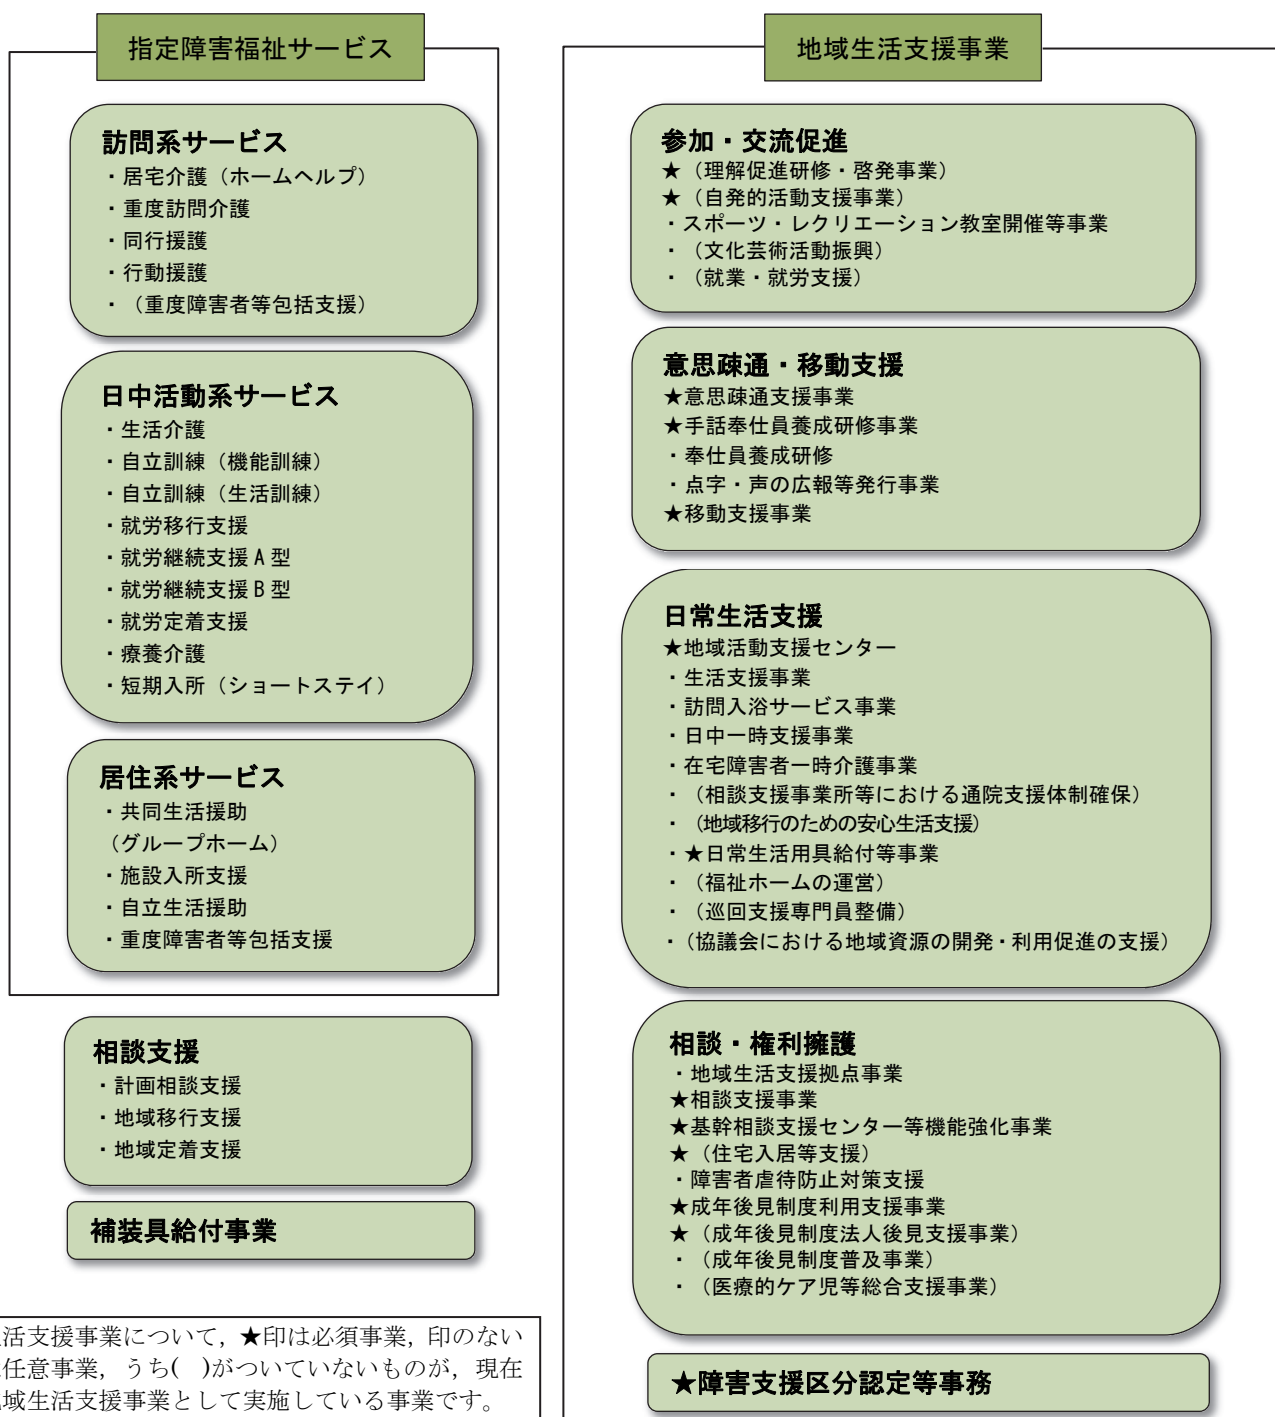 指定障害福祉サービス
訪問系サービス
・居宅介護（ホームヘルプ）
・重度訪問介護
・同行援護
・行動援護
・（重度障害者等包括支援）
日中活動系サービス
・生活介護
・自立訓練（機能訓練）
・自立訓練（生活訓練）
・就労移行支援
・就労継続支援A型
・就労継続支援B型
・就労定着支援
・療養介護
・短期入所（ショートステイ）
居住系サービス
・共同生活援助
（グループホーム）
・施設入所支援
・自立生活援助
・重度障害者等包括支援
相談支援
・計画相談支援
・地域移行支援
・地域定着支援
補装具給付事業
活支援事業について，★印は必須事業，印のない
任意事業，うち(　)がついていないものが，現在
域生活支援事業として実施している事業です。
地域生活支援事業
参加・交流促進
★（理解促進研修・啓発事業）
★（自発的活動支援事業）
・スポーツ・レクリエーション教室開催等事業
・（文化芸術活動振興）
・（就業・就労支援）
意思疎通・移動支援
★意思疎通支援事業
★手話奉仕員養成研修事業
・奉仕員養成研修
・点字・声の広報等発行事業
★移動支援事業
日常生活支援
★地域活動支援センター
・生活支援事業
・訪問入浴サービス事業
・日中一時支援事業
・在宅障害者一時介護事業
・（相談支援事業所等における通院支援体制確保）
・（地域移行のための安心生活支援）
・★日常生活用具給付等事業
・（福祉ホームの運営）
・（巡回支援専門員整備）
・（協議会における地域資源の開発・利用促進の支援）
相談・権利擁護
・地域生活支援拠点事業
★相談支援事業
★基幹相談支援センター等機能強化事業
★（住宅入居等支援）
・障害者虐待防止対策支援
★成年後見制度利用支援事業
★（成年後見制度法人後見支援事業）
・（成年後見制度普及事業）
・（医療的ケア児等総合支援事業）
★障害支援区分認定等事務